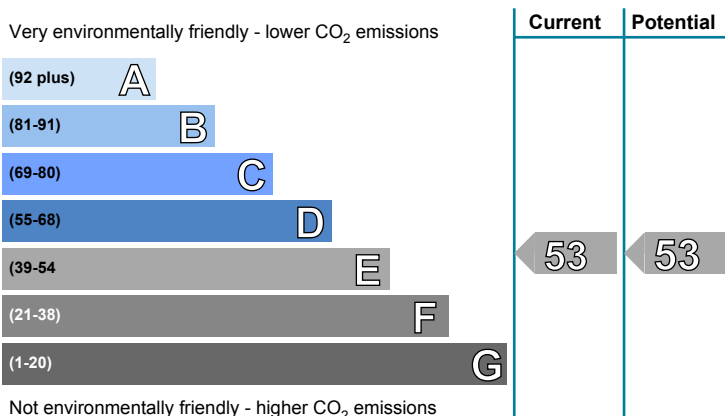 Current Potential
Very environmentally friendly - lower CO₂ emissions
(92 plus) A
(81-91) B
(69-80) C
(55-68) D
(39-54 E
53 53
(21-38) F
(1-20) G
Not environmentally friendly - higher CO₂ emissions